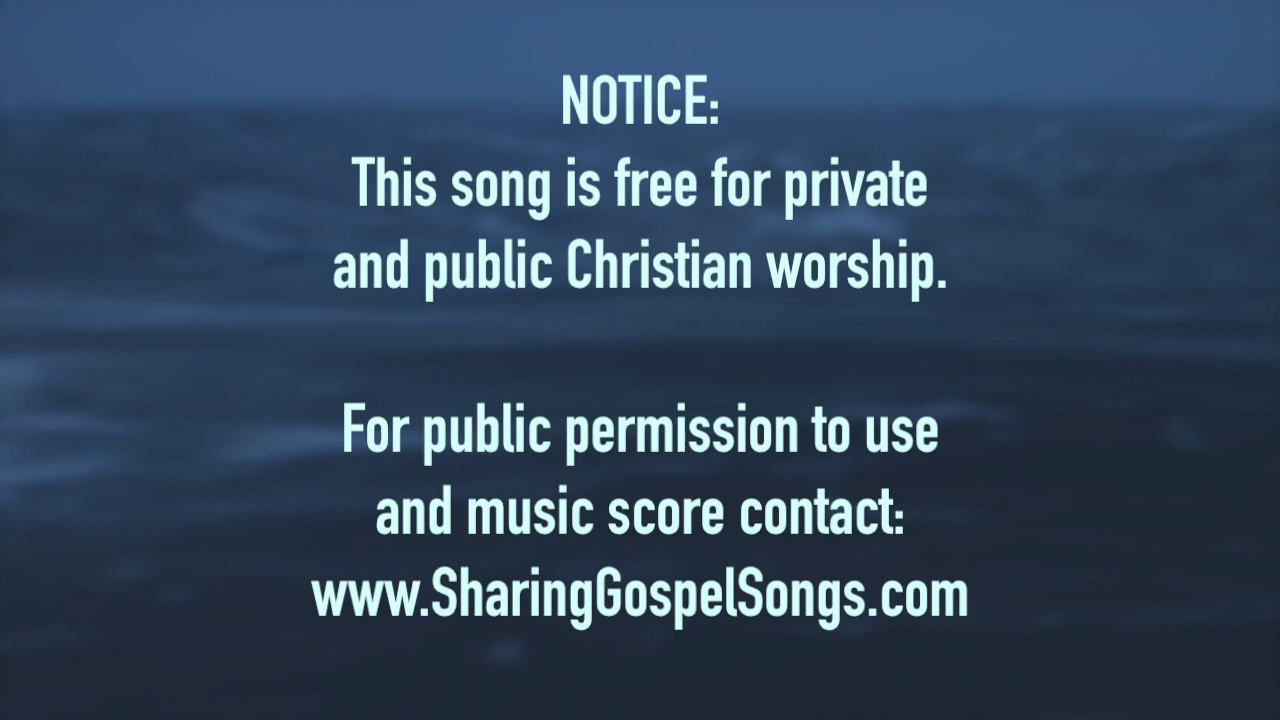 NOTICE:
This song is free for private
and public Christian worship.
For public permission to use
and music score contact:
www.SharingGospelSongs.com